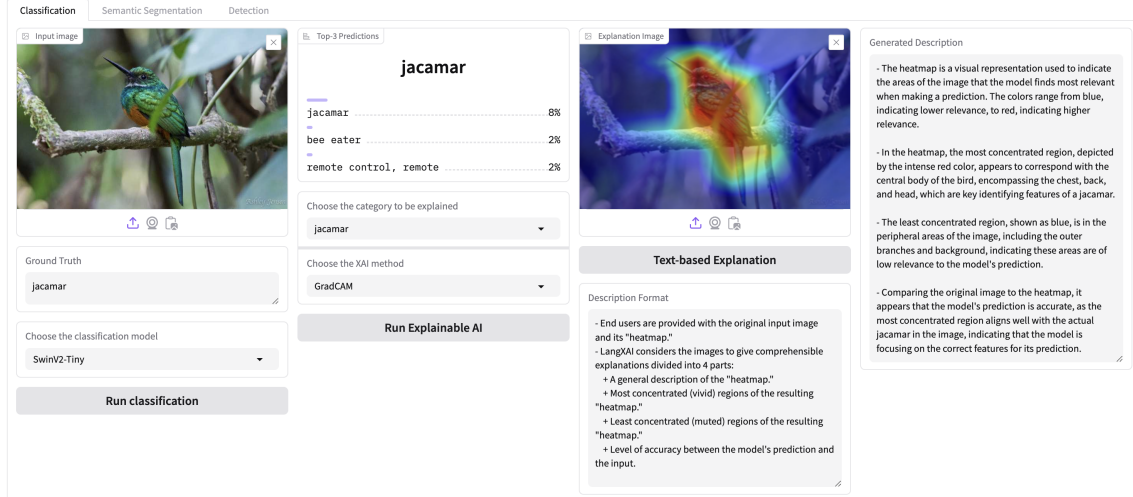 Classification
Semantic Segmentation
Detection
Input image
jacamar
Ground Truth
jacamar
Choose the classification model
SwinV2-Tiny
Run classification
Top-3 Predictions
jacamar 8%
bee eater 2%
remote control, remote 2%
Choose the category to be explained
jacamar
Choose the XAI method
GradCAM
Run Explainable AI
Explanation Image
Text-based Explanation
Description Format
- End users are provided with the original input image
and its "heatmap."
- LangXAI considers the images to give comprehensible
explanations divided into 4 parts:
+ A general description of the "heatmap."
+ Most concentrated (vivid) regions of the resulting
"heatmap."
+ Least concentrated (muted) regions of the resulting
"heatmap."
+ Level of accuracy between the model's prediction and
the input.
Generated Description
- The heatmap is a visual representation used to indicate
the areas of the image that the model finds most relevant
when making a prediction. The colors range from blue,
indicating lower relevance, to red, indicating higher
relevance.
- In the heatmap, the most concentrated region, depicted
by the intense red color, appears to correspond with the
central body of the bird, encompassing the chest, back,
and head, which are key identifying features of a jacamar.
- The least concentrated region, shown as blue, is in the
peripheral areas of the image, including the outer
branches and background, indicating these areas are of
low relevance to the model's prediction.
- Comparing the original image to the heatmap, it
appears that the model's prediction is accurate, as the
most concentrated region aligns well with the actual
jacamar in the image, indicating that the model is
focusing on the correct features for its prediction.